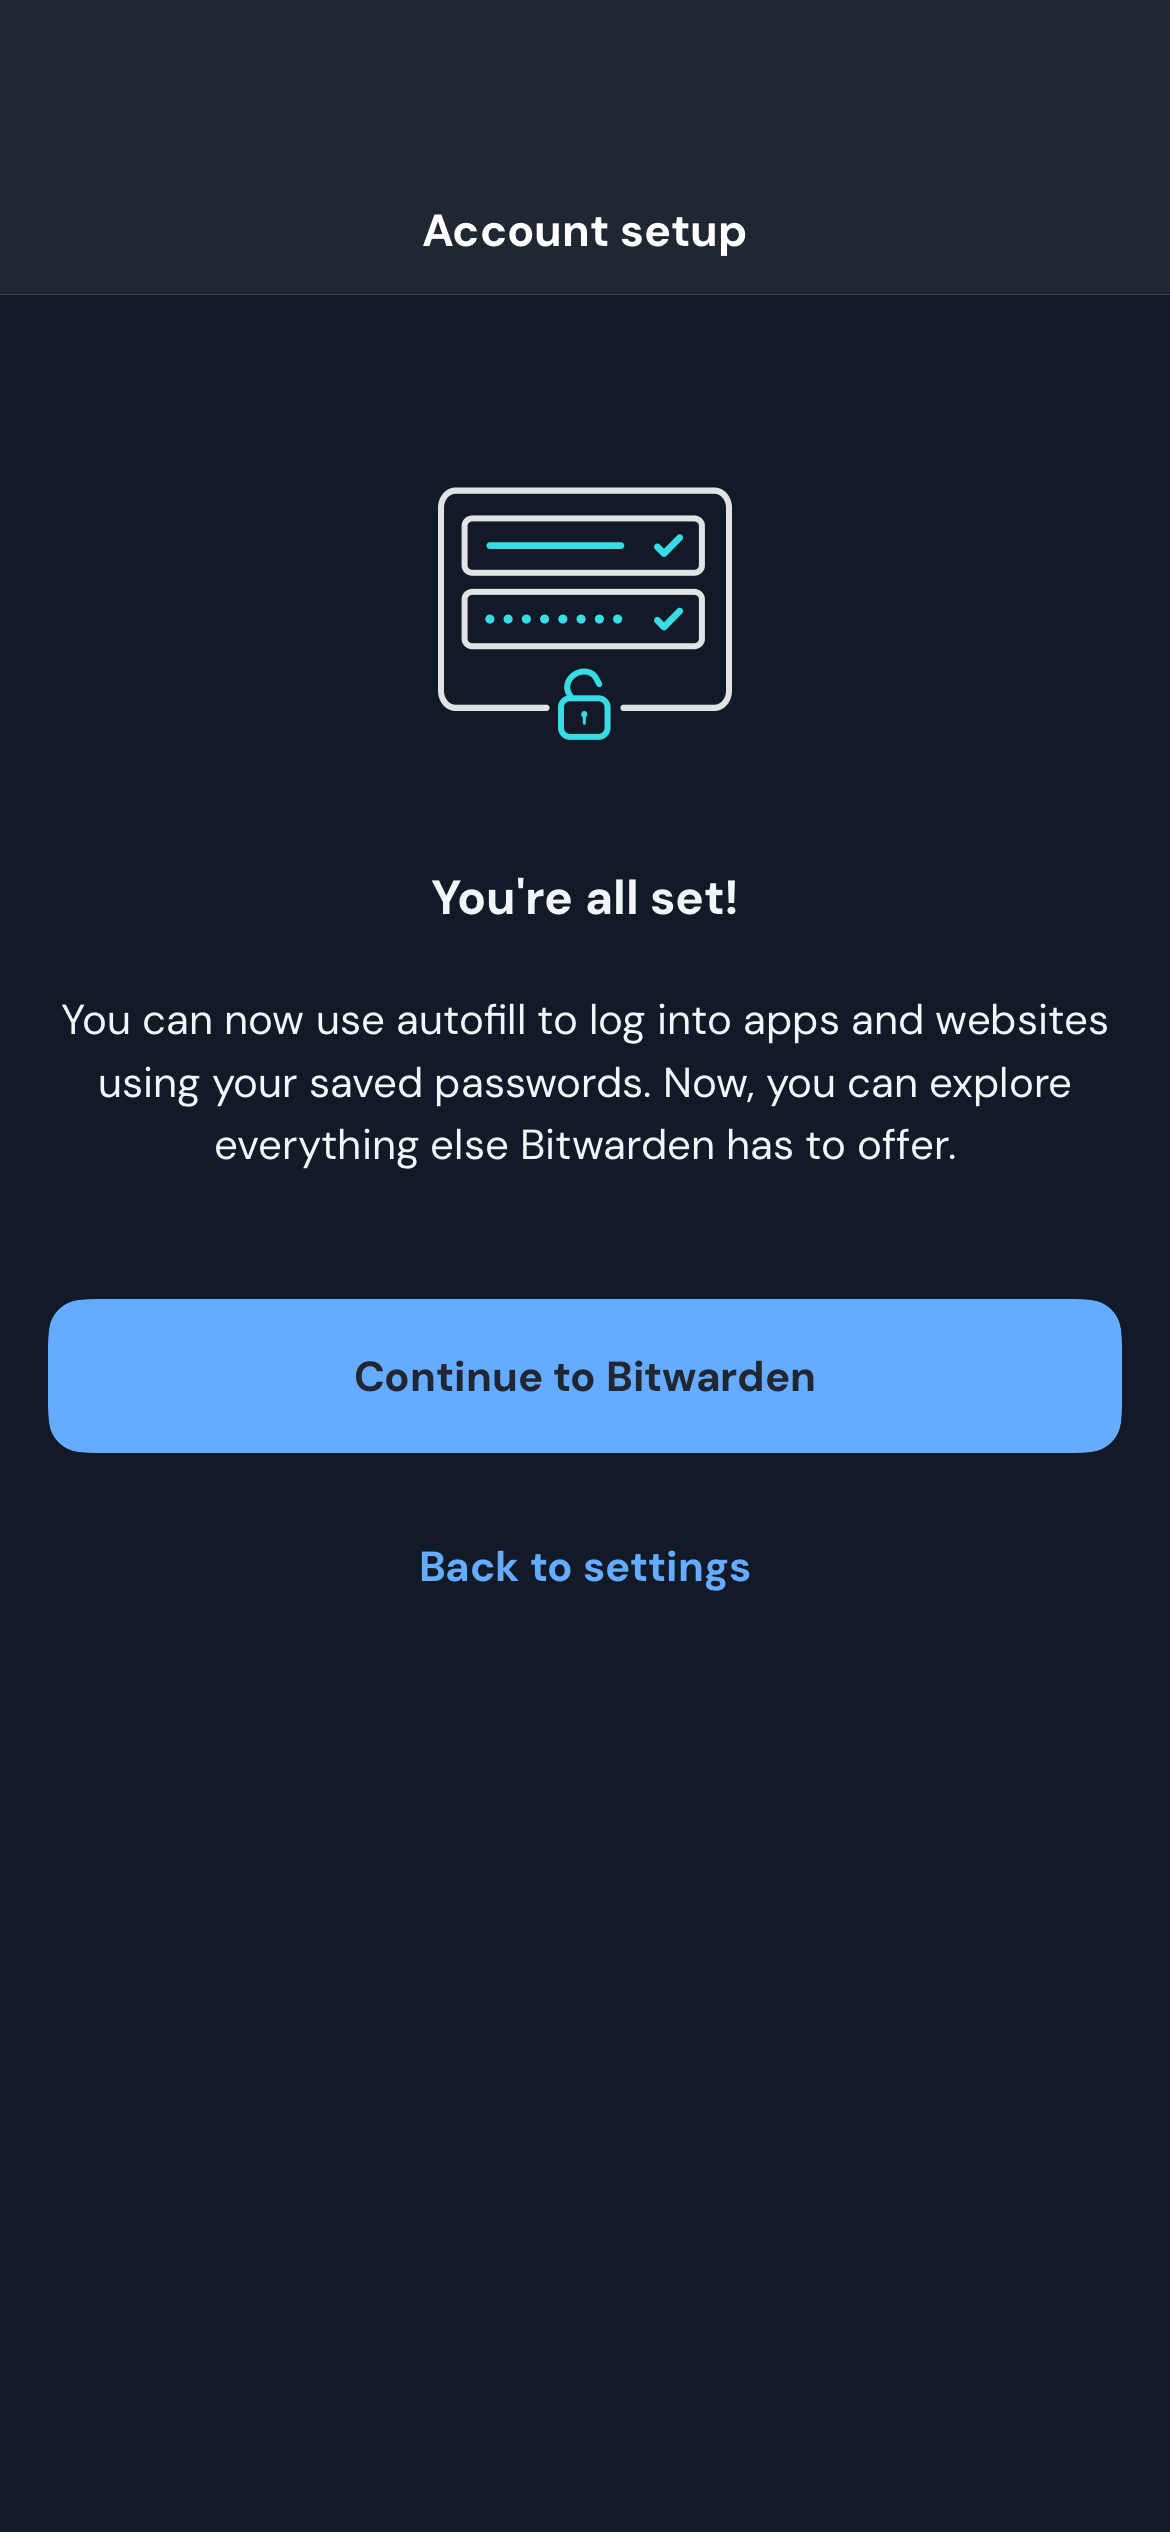 Account setup
You're all set!
You can now use autofill to log into apps and websites
using your saved passwords. Now, you can explore
everything else Bitwarden has to offer.
Continue to Bitwarden
Back to settings